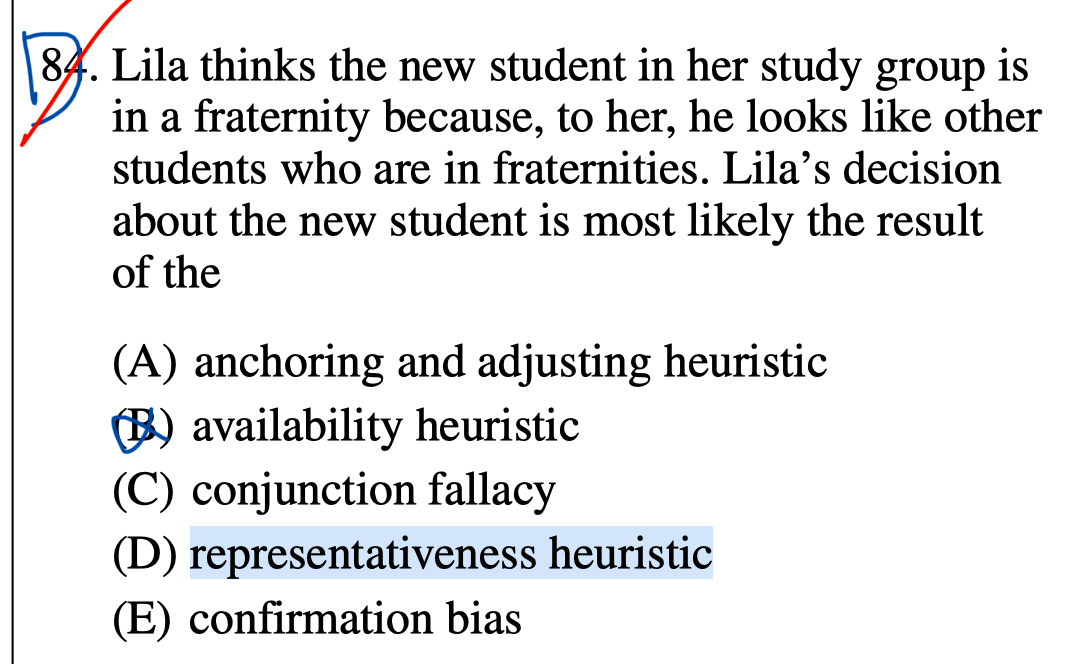 D
84. Lila thinks the new student in her study group is
in a fraternity because, to her, he looks like other
students who are in fraternities. Lila's decision
about the new student is most likely the result
of the
(A) anchoring and adjusting heuristic
(B) availability heuristic
(C) conjunction fallacy
(D) representativeness heuristic
(E) confirmation bias